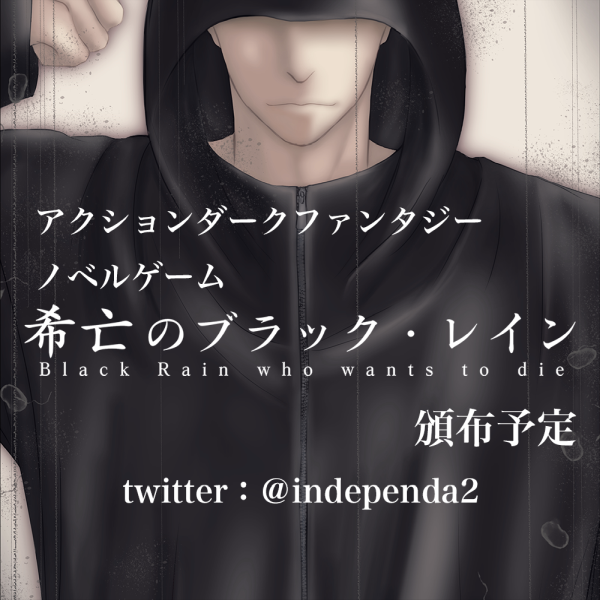 アクションダークファンタジー
ノベルゲーム
希亡のブラック・レイン
Black Rain who wants to die
頒布予定
twitter：@independa2